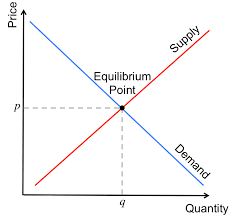 Price
Supply
Equilibrium
Point
p
Demand
q
Quantity